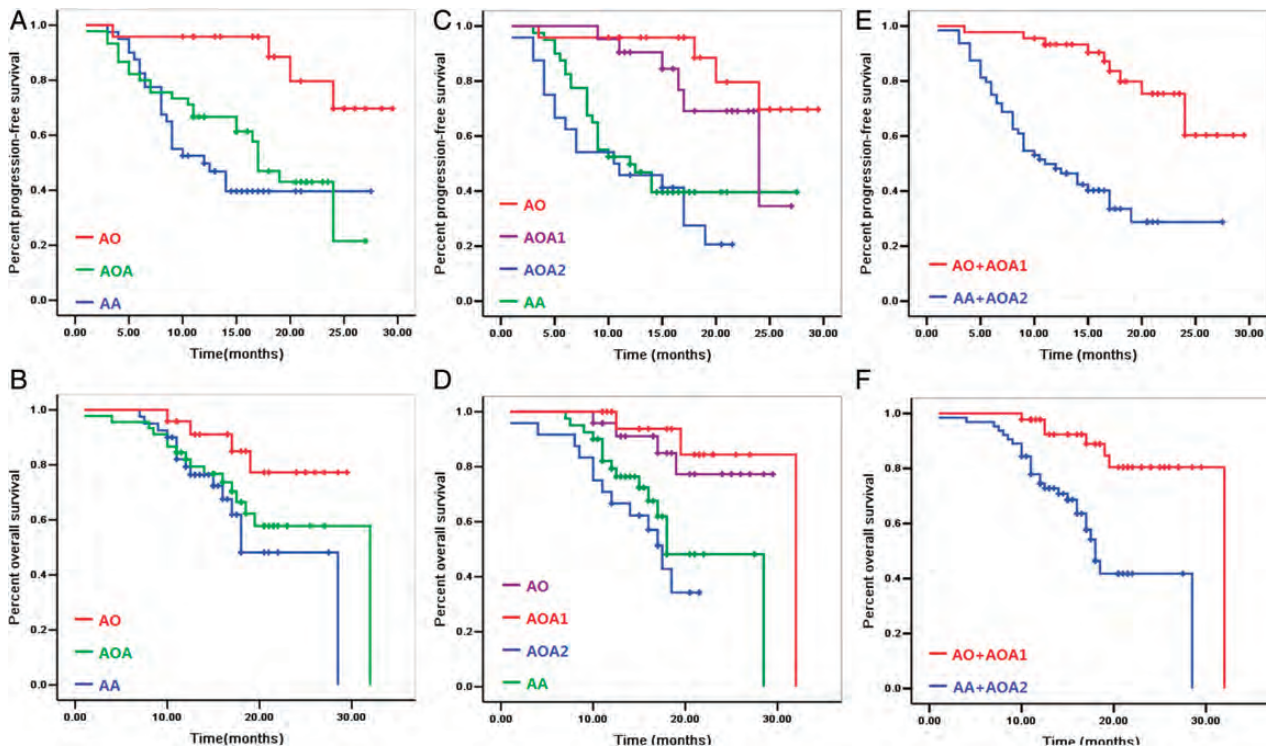 A
Percent progression-free survival
1.0
0.8
0.6
0.4
0.2
0.0
AO
AOA
AA
0.00 5.00 10.00 15.00 20.00 25.00 30.00
Time(months)
C
Percent progression-free survival
1.0
0.8
0.6
0.4
0.2
0.0
AO
AOA1
AOA2
AA
0.00 5.00 10.00 15.00 20.00 25.00 30.00
Time (months)
E
Percent progression-free survival
1.0
0.8
0.6
0.4
0.2
0.0
AO+AOA1
AA+AOA2
0.00 5.00 10.00 15.00 20.00 25.00 30.00
Time (months)
B
Percent overall survival
1.0
0.8
0.6
0.4
0.2
0.0
AO
AOA
AA
0.00 10.00 20.00 30.00
Time(months)
D
Percent overall survival
1.0
0.8
0.6
0.4
0.2
0.0
AO
AOA1
AOA2
AA
0.00 10.00 20.00 30.00
Time(months)
F
Percent overall survival
1.0
0.8
0.6
0.4
0.2
0.0
AO+AOA1
AA+AOA2
0.00 10.00 20.00 30.00
Time(months)